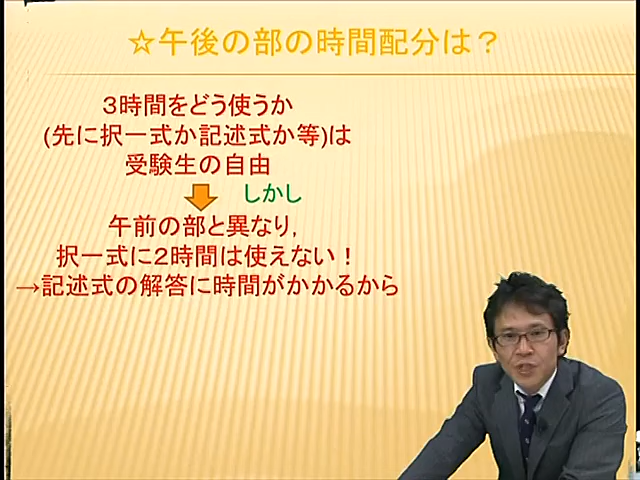 ☆午後の部の時間配分は？
３時間をどう使うか
(先に択一式か記述式か等)は
受験生の自由
しかし
午前の部と異なり，
択一式に２時間は使えない！
→記述式の解答に時間がかかるから